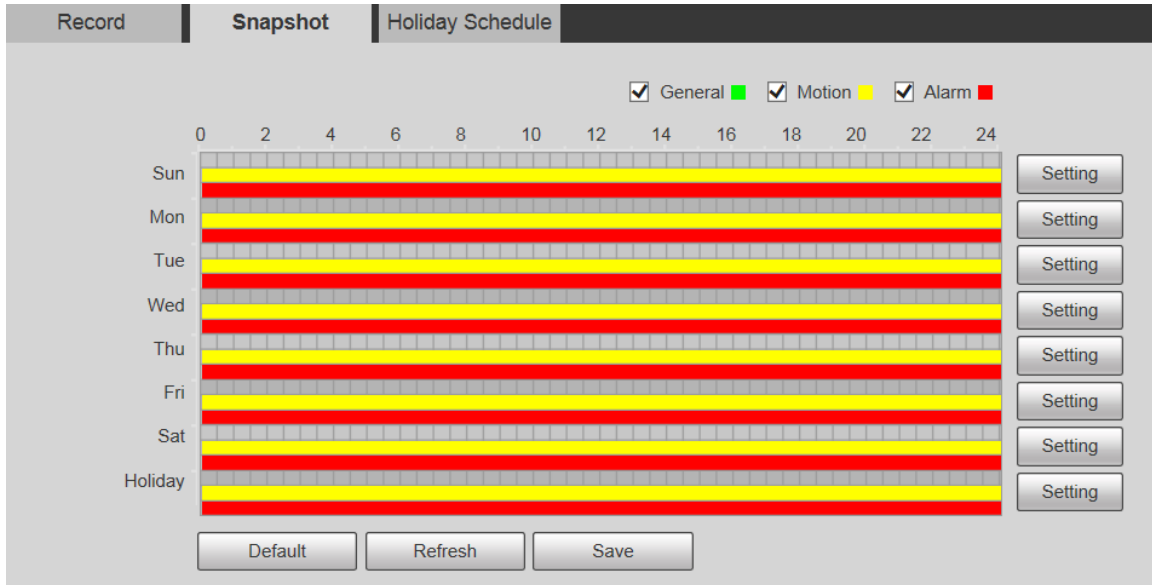 Record Snapshot Holiday Schedule
General Motion Alarm
0 2 4 6 8 10 12 14 16 18 20 22 24
Sun Setting
Mon Setting
Tue Setting
Wed Setting
Thu Setting
Fri Setting
Sat Setting
Holiday Setting
Default Refresh Save